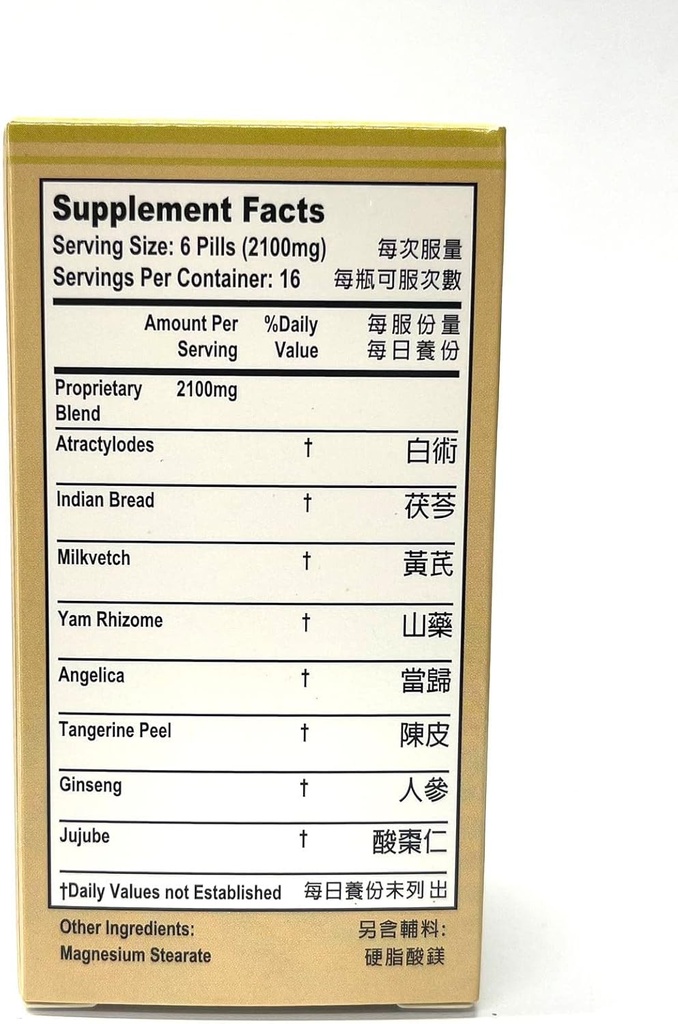 Supplement Facts
Serving Size: 6 Pills (2100mg) 每次服量
Servings Per Container: 16 每瓶可服次數
Amount Per %Daily 每服份量
Serving Value 每日養份
Proprietary 2100mg
Blend
Atractylodes † 白術
Indian Bread † 茯苓
Milkvetch † 黃芪
Yam Rhizome † 山藥
Angelica † 當歸
Tangerine Peel † 陳皮
Ginseng † 人參
Jujube † 酸棗仁
†Daily Values not Established 每日養份未列出
Other Ingredients: 另含輔料:
Magnesium Stearate 硬脂酸鎂